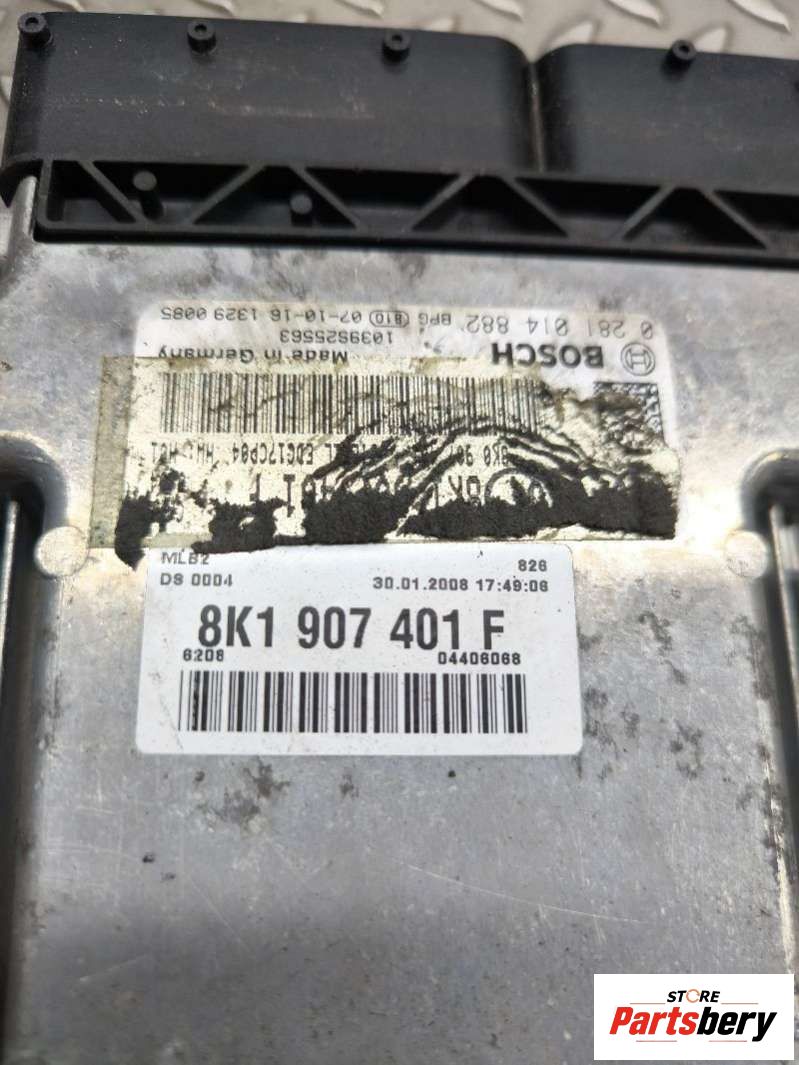 0 281 014 882 BPG 810 07-10-16 1329 0085
1039S25563
BOSCH Made in Germany
EDC17CP04
MLB2 826
DS 0004 30.01.2008 17:49:06
8K1 907 401 F
6208 04406068
STORE
Partsbery